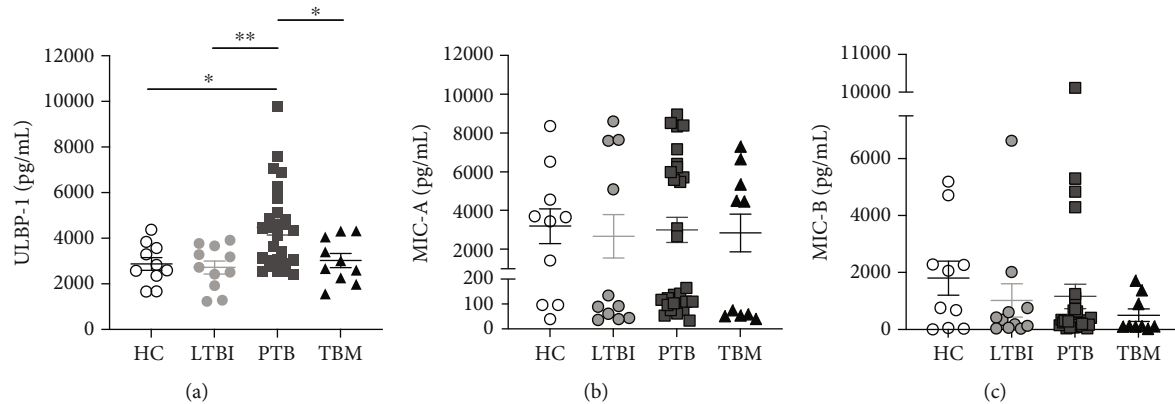 *
**
*
12000
10000
8000
6000
4000
2000
0
ULBP-1 (pg/mL)
HC LTBI PTB TBM
(a)
12000
10000
8000
6000
4000
2000
200
100
0
MIC-A (pg/mL)
HC LTBI PTB TBM
(b)
11000
10000
6000
4000
2000
0
MIC-B (pg/mL)
HC LTBI PTB TBM
(c)